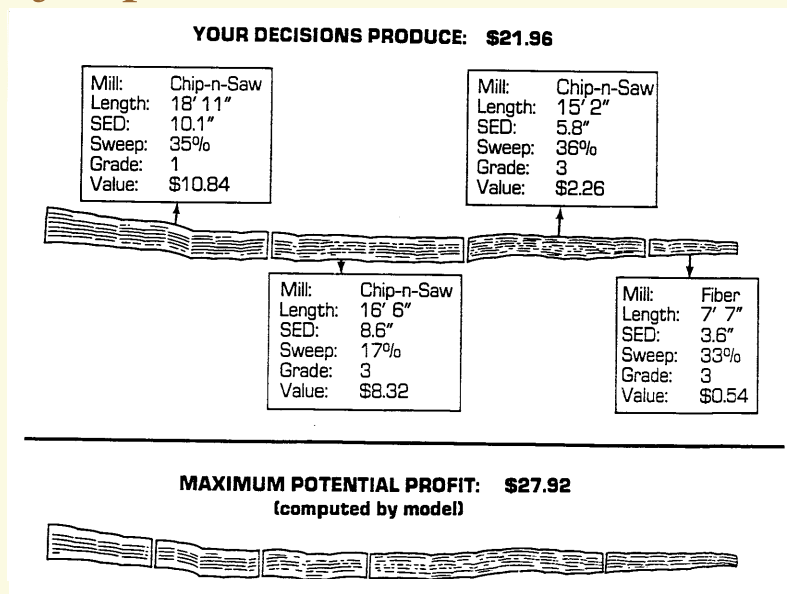 YOUR DECISIONS PRODUCE: $21.96
Mill: Chip-n-Saw
Length: 18' 11"
SED: 10.1"
Sweep: 35%
Grade: 1
Value: $10.84
Mill: Chip-n-Saw
Length: 15' 2"
SED: 5.8"
Sweep: 36%
Grade: 3
Value: $2.26
Mill: Chip-n-Saw
Length: 16' 6"
SED: 8.6"
Sweep: 17%
Grade: 3
Value: $8.32
Mill: Fiber
Length: 7' 7"
SED: 3.6"
Sweep: 33%
Grade: 3
Value: $0.54
MAXIMUM POTENTIAL PROFIT: $27.92
(computed by model)